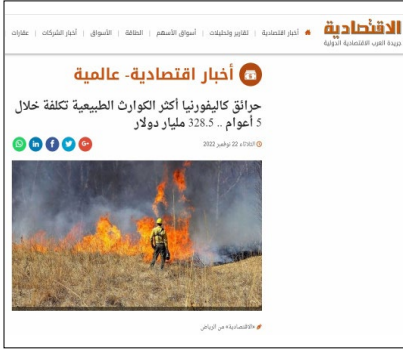 الاقتصادية
جريدة العرب الاقتصادية الدولية
أخبار اقتصادية | تقارير وتحليلات | أسواق الأسهم | الطاقة | الأسواق | أخبار الشركات | عقارات
أخبار اقتصادية- عالمية
حرائق كاليفورنيا أكثر الكوارث الطبيعية تكلفة خلال
5 أعوام .. 328.5 مليار دولار
الثلاثاء 22 نوفمبر 2022
«الاقتصادية» من الرياض